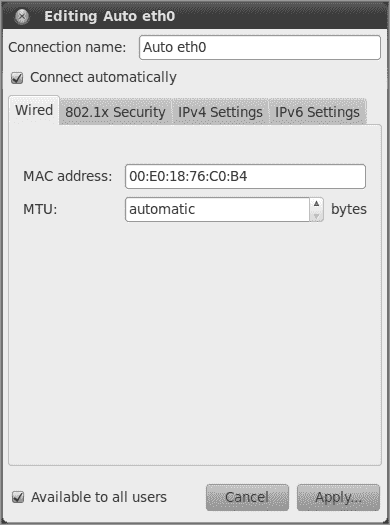 Editing Auto eth0
Connection name: Auto eth0
Connect automatically
Wired 802.1x Security IPv4 Settings IPv6 Settings
MAC address: 00:E0:18:76:C0:B4
MTU: automatic bytes
Available to all users Cancel Apply...